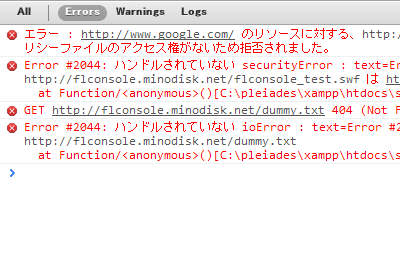 All Errors Warnings Logs
エラー : http://www.google.com/ のリソースに対する、http:
リシーファイルのアクセス権がないため拒否されました。
Error #2044: ハンドルされていない securityError : text=Error
http://flconsole.minodisk.net/flconsole_test.swf は ht
at Function/<anonymous>()[C:\pleiades\xampp\htdocs\s
GET http://flconsole.minodisk.net/dummy.txt 404 (Not F
Error #2044: ハンドルされていない ioError : text=Error #2
http://flconsole.minodisk.net/dummy.txt
at Function/<anonymous>()[C:\pleiades\xampp\htdocs\s